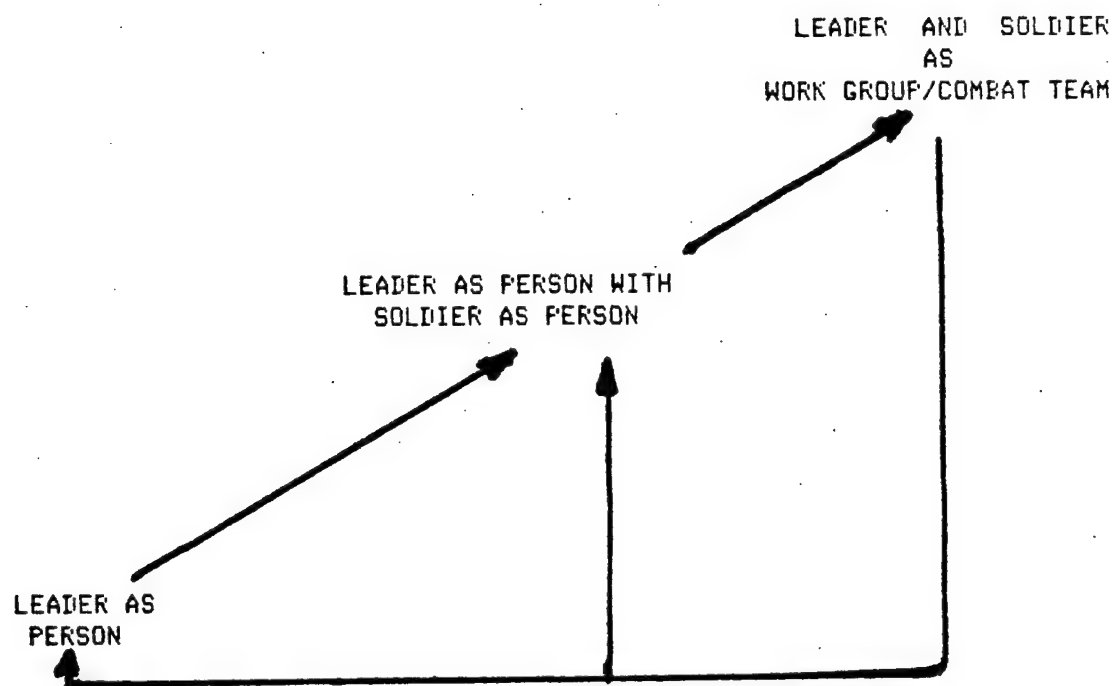 LEADER AND SOLDIER
AS
WORK GROUP/COMBAT TEAM
LEADER AS PERSON WITH
SOLDIER AS PERSON
LEADER AS
PERSON